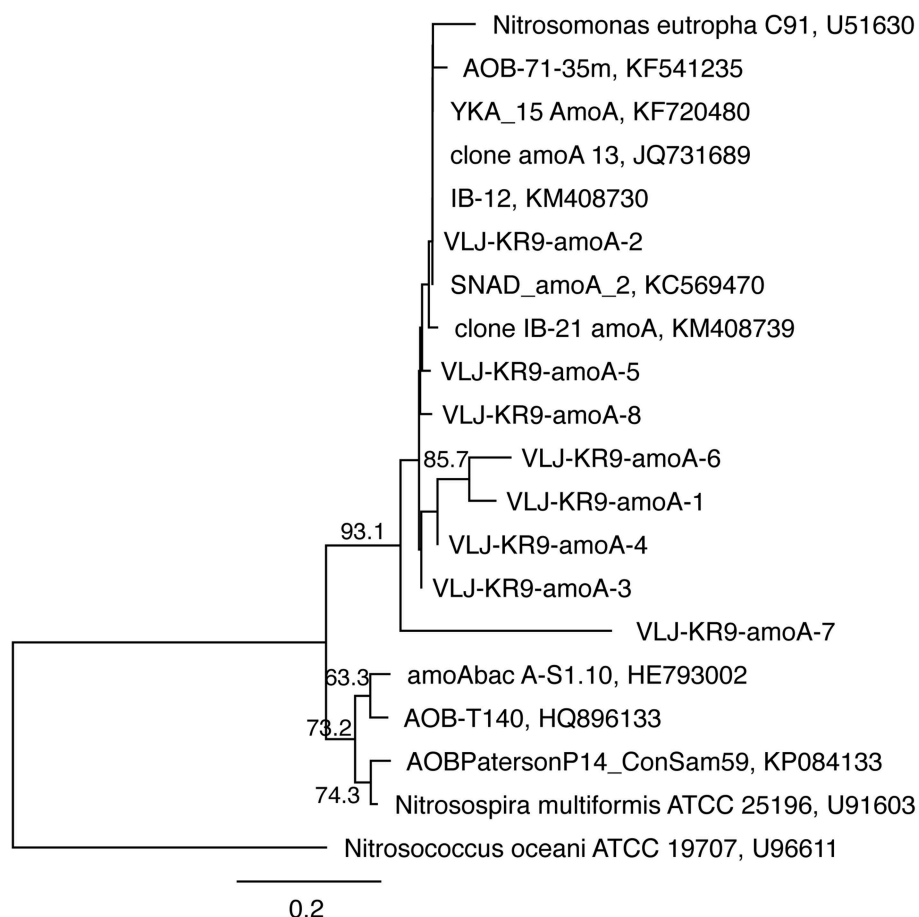 Nitrosomonas eutropha C91, U51630
AOB-71-35m, KF541235
YKA_15 AmoA, KF720480
clone amoA 13, JQ731689
IB-12, KM408730
VLJ-KR9-amoA-2
SNAD_amoA_2, KC569470
clone IB-21 amoA, KM408739
VLJ-KR9-amoA-5
VLJ-KR9-amoA-8
85.7
VLJ-KR9-amoA-6
VLJ-KR9-amoA-1
93.1
VLJ-KR9-amoA-4
VLJ-KR9-amoA-3
VLJ-KR9-amoA-7
63.3
amoAbac A-S1.10, HE793002
AOB-T140, HQ896133
73.2
AOBPatersonP14_ConSam59, KP084133
74.3
Nitrosospira multiformis ATCC 25196, U91603
Nitrosococcus oceani ATCC 19707, U96611
0.2